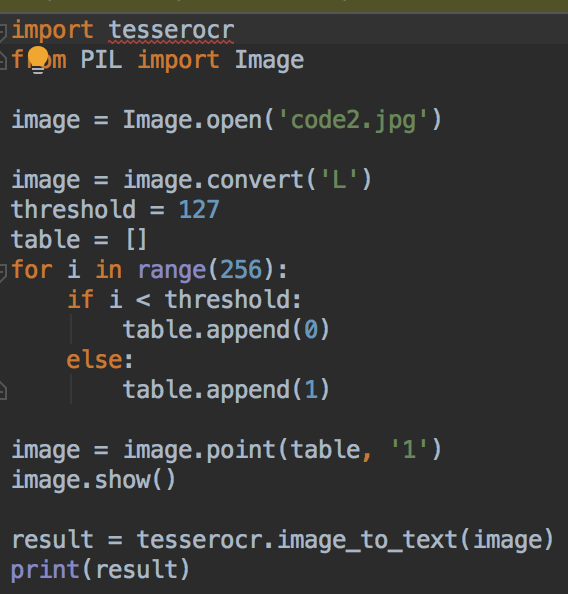 import tesserocr
from PIL import Image
image = Image.open('code2.jpg')
image = image.convert('L')
threshold = 127
table = []
for i in range(256):
    if i < threshold:
        table.append(0)
    else:
        table.append(1)
image = image.point(table, '1')
image.show()
result = tesserocr.image_to_text(image)
print(result)